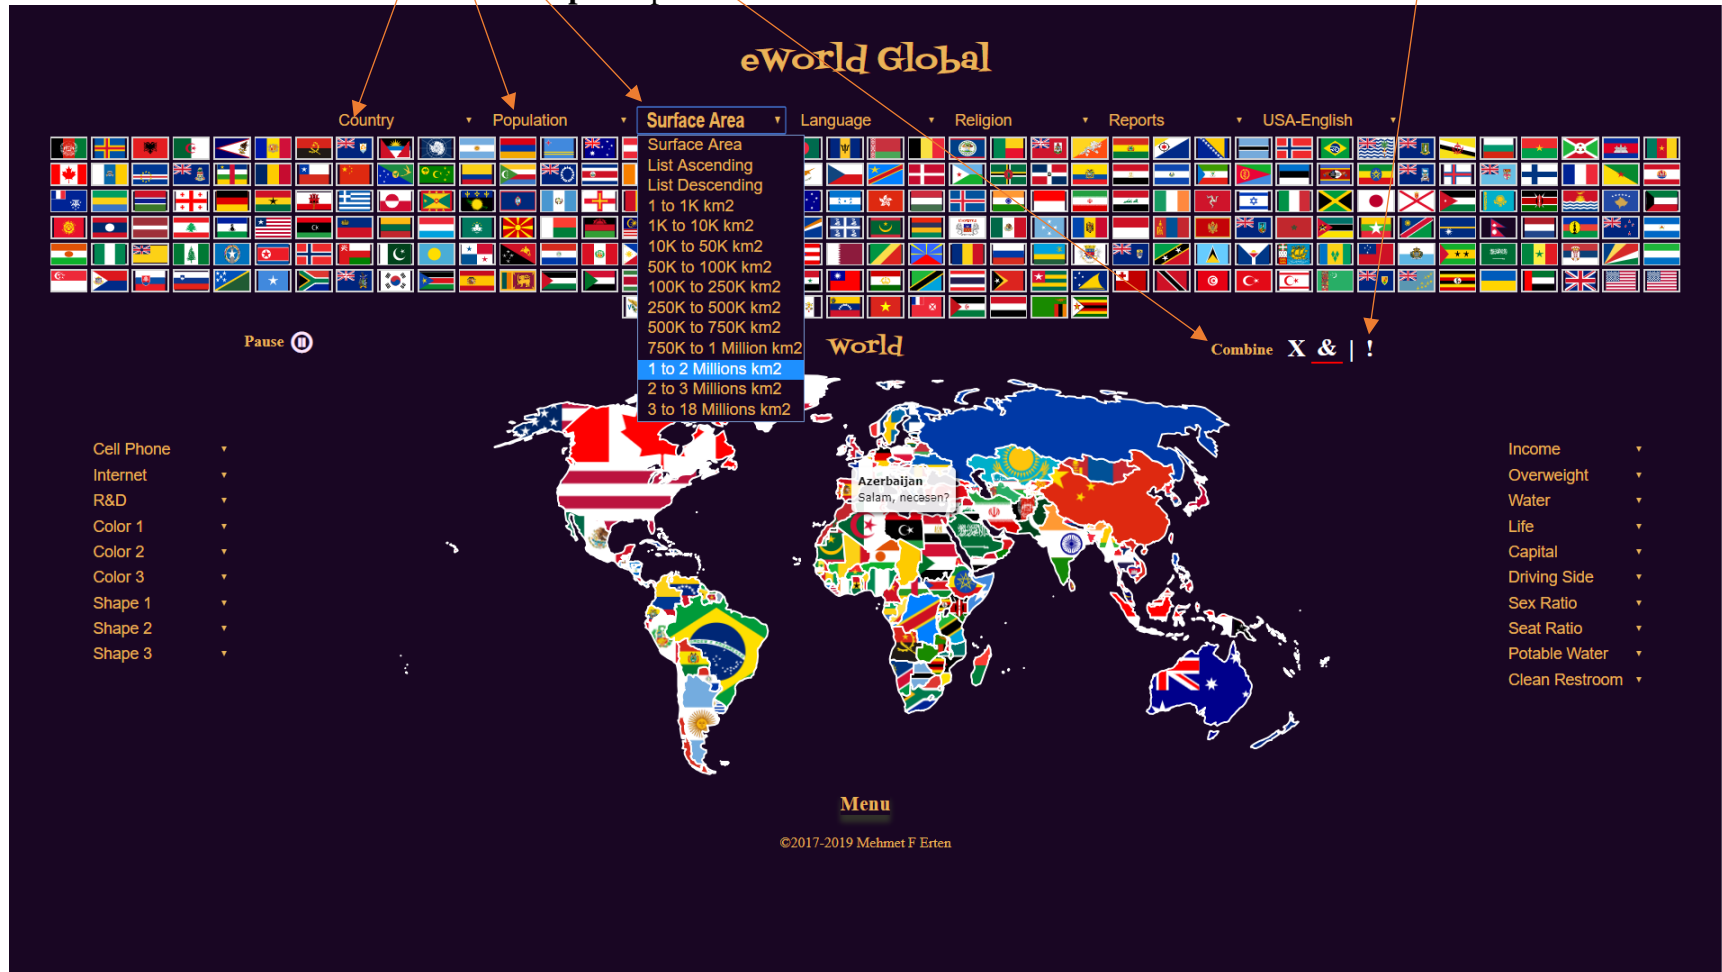 eWorld Global
Country Population Surface Area Language Religion Reports USA-English
Surface Area
List Ascending
List Descending
1 to 1K km2
1K to 10K km2
10K to 50K km2
50K to 100K km2
100K to 250K km2
250K to 500K km2
500K to 750K km2
750K to 1 Million km2
1 to 2 Millions km2
2 to 3 Millions km2
3 to 18 Millions km2
Pause
World
Combine X & | !
Cell Phone
Internet
R&D
Color 1
Color 2
Color 3
Shape 1
Shape 2
Shape 3
Azerbaijan
Salam, necəsən?
Income
Overweight
Water
Life
Capital
Driving Side
Sex Ratio
Seat Ratio
Potable Water
Clean Restroom
Menu
©2017-2019 Mehmet F Erten